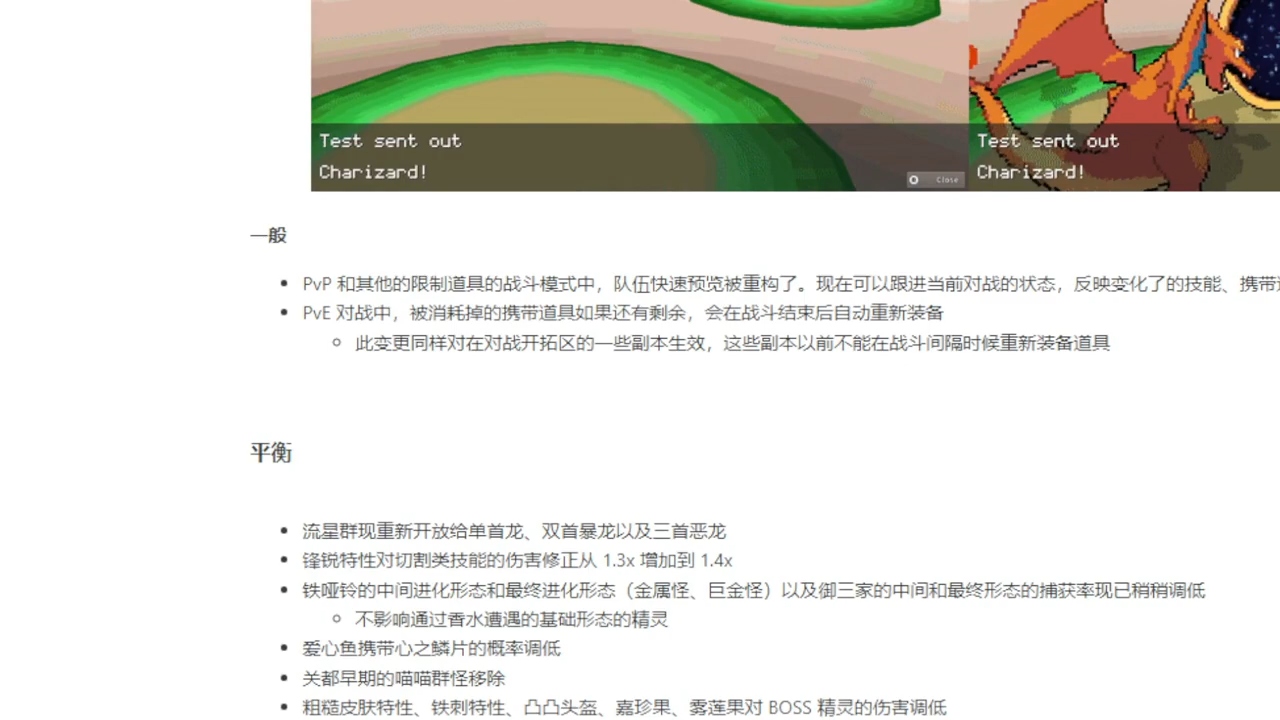 Test sent out
Charizard!
Close
Test sent out
Charizard!
一般
PvP 和其他的限制道具的战斗模式中，队伍快速预览被重构了。现在可以跟进当前对战的状态，反映变化了的技能、携带
PvE 对战中，被消耗掉的携带道具如果还有剩余，会在战斗结束后自动重新装备
此变更同样对在对战开拓区的一些副本生效，这些副本以前不能在战斗间隔时候重新装备道具
平衡
流星群现重新开放给单首龙、双首暴龙以及三首恶龙
锋锐特性对切割类技能的伤害修正从 1.3x 增加到 1.4x
铁哑铃的中间进化形态和最终进化形态（金属怪、巨金怪）以及御三家的中间和最终形态的捕获率现已稍稍调低
不影响通过香水遭遇的基础形态的精灵
爱心鱼携带心之鳞片的概率调低
关都早期的喵喵群怪移除
粗糙皮肤特性、铁刺特性、凸凸头盔、嘉珍果、雾莲果对 BOSS 精灵的伤害调低